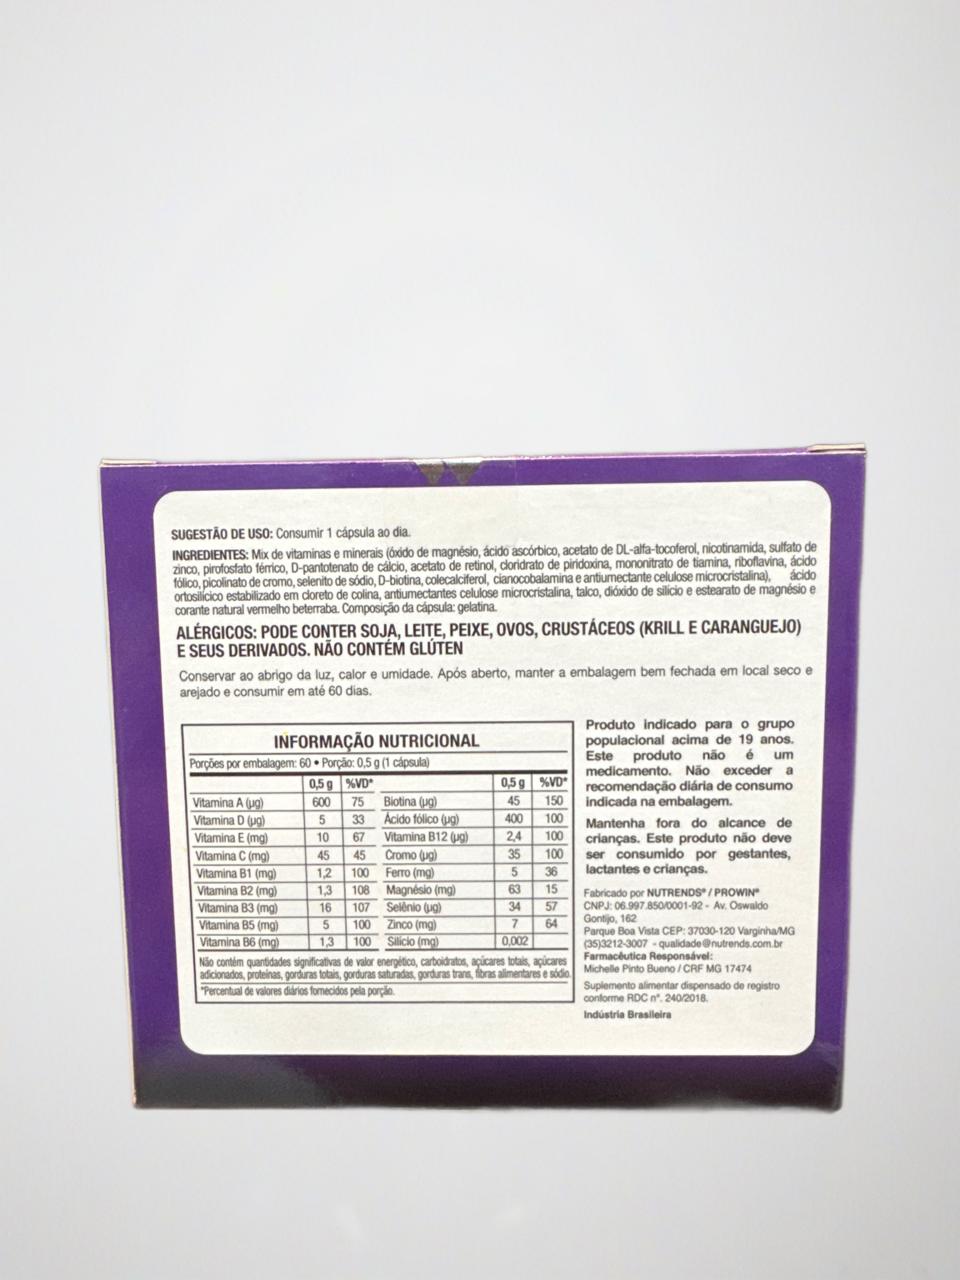 SUGESTÃO DE USO: Consumir 1 cápsula ao dia.
INGREDIENTES: Mix de vitaminas e minerais (óxido de magnésio, ácido ascórbico, acetato de DL-alfa-tocoferol, nicotinamida, sulfato de
zinco, pirofosfato férrico, D-pantotenato de cálcio, acetato de retinol, cloridrato de piridoxina, mononitrato de tiamina, riboflavina, ácido
fólico, picolinato de cromo, selenito de sódio, D-biotina, colecalciferol, cianocobalamina e antiumectante celulose microcristalina), ácido
ortosilícico estabilizado em cloreto de colina, antiumectantes celulose microcristalina, talco, dióxido de silício e estearato de magnésio e
corante natural vermelho beterraba. Composição da cápsula: gelatina.
ALÉRGICOS: PODE CONTER SOJA, LEITE, PEIXE, OVOS, CRUSTÁCEOS (KRILL E CARANGUEJO)
E SEUS DERIVADOS. NÃO CONTÉM GLÚTEN
Conservar ao abrigo da luz, calor e umidade. Após aberto, manter a embalagem bem fechada em local seco e
arejado e consumir em até 60 dias.
INFORMAÇÃO NUTRICIONAL
Porções por embalagem: 60 • Porção: 0,5 g (1 cápsula)
0,5 g %VD* 0,5 g %VD*
Vitamina A (µg) 600 75 Biotina (µg) 45 150
Vitamina D (µg) 5 33 Ácido fólico (µg) 400 100
Vitamina E (mg) 10 67 Vitamina B12 (µg) 2,4 100
Vitamina C (mg) 45 45 Cromo (µg) 35 100
Vitamina B1 (mg) 1,2 100 Ferro (mg) 5 36
Vitamina B2 (mg) 1,3 108 Magnésio (mg) 63 15
Vitamina B3 (mg) 16 107 Selênio (µg) 34 57
Vitamina B5 (mg) 5 100 Zinco (mg) 7 64
Vitamina B6 (mg) 1,3 100 Silício (mg) 0,002
Não contém quantidades significativas de valor energético, carboidratos, açúcares totais, açúcares
adicionados, proteínas, gorduras totais, gorduras saturadas, gorduras trans, fibras alimentares e sódio.
*Percentual de valores diários fornecidos pela porção.
Produto indicado para o grupo
populacional acima de 19 anos.
Este produto não é um
medicamento. Não exceder a
recomendação diária de consumo
indicada na embalagem.
Mantenha fora do alcance de
crianças. Este produto não deve
ser consumido por gestantes,
lactantes e crianças.
Fabricado por NUTRENDS® / PROWIN®
CNPJ: 06.997.850/0001-92 - Av. Oswaldo
Gontijo, 162
Parque Boa Vista CEP: 37030-120 Varginha/MG
(35)3212-3007 - qualidade@nutrends.com.br
Farmacêutica Responsável:
Michelle Pinto Bueno / CRF MG 17474
Suplemento alimentar dispensado de registro
conforme RDC nº. 240/2018.
Indústria Brasileira